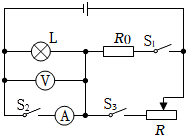 L R0 S₁
V
S₂ A S₃
R